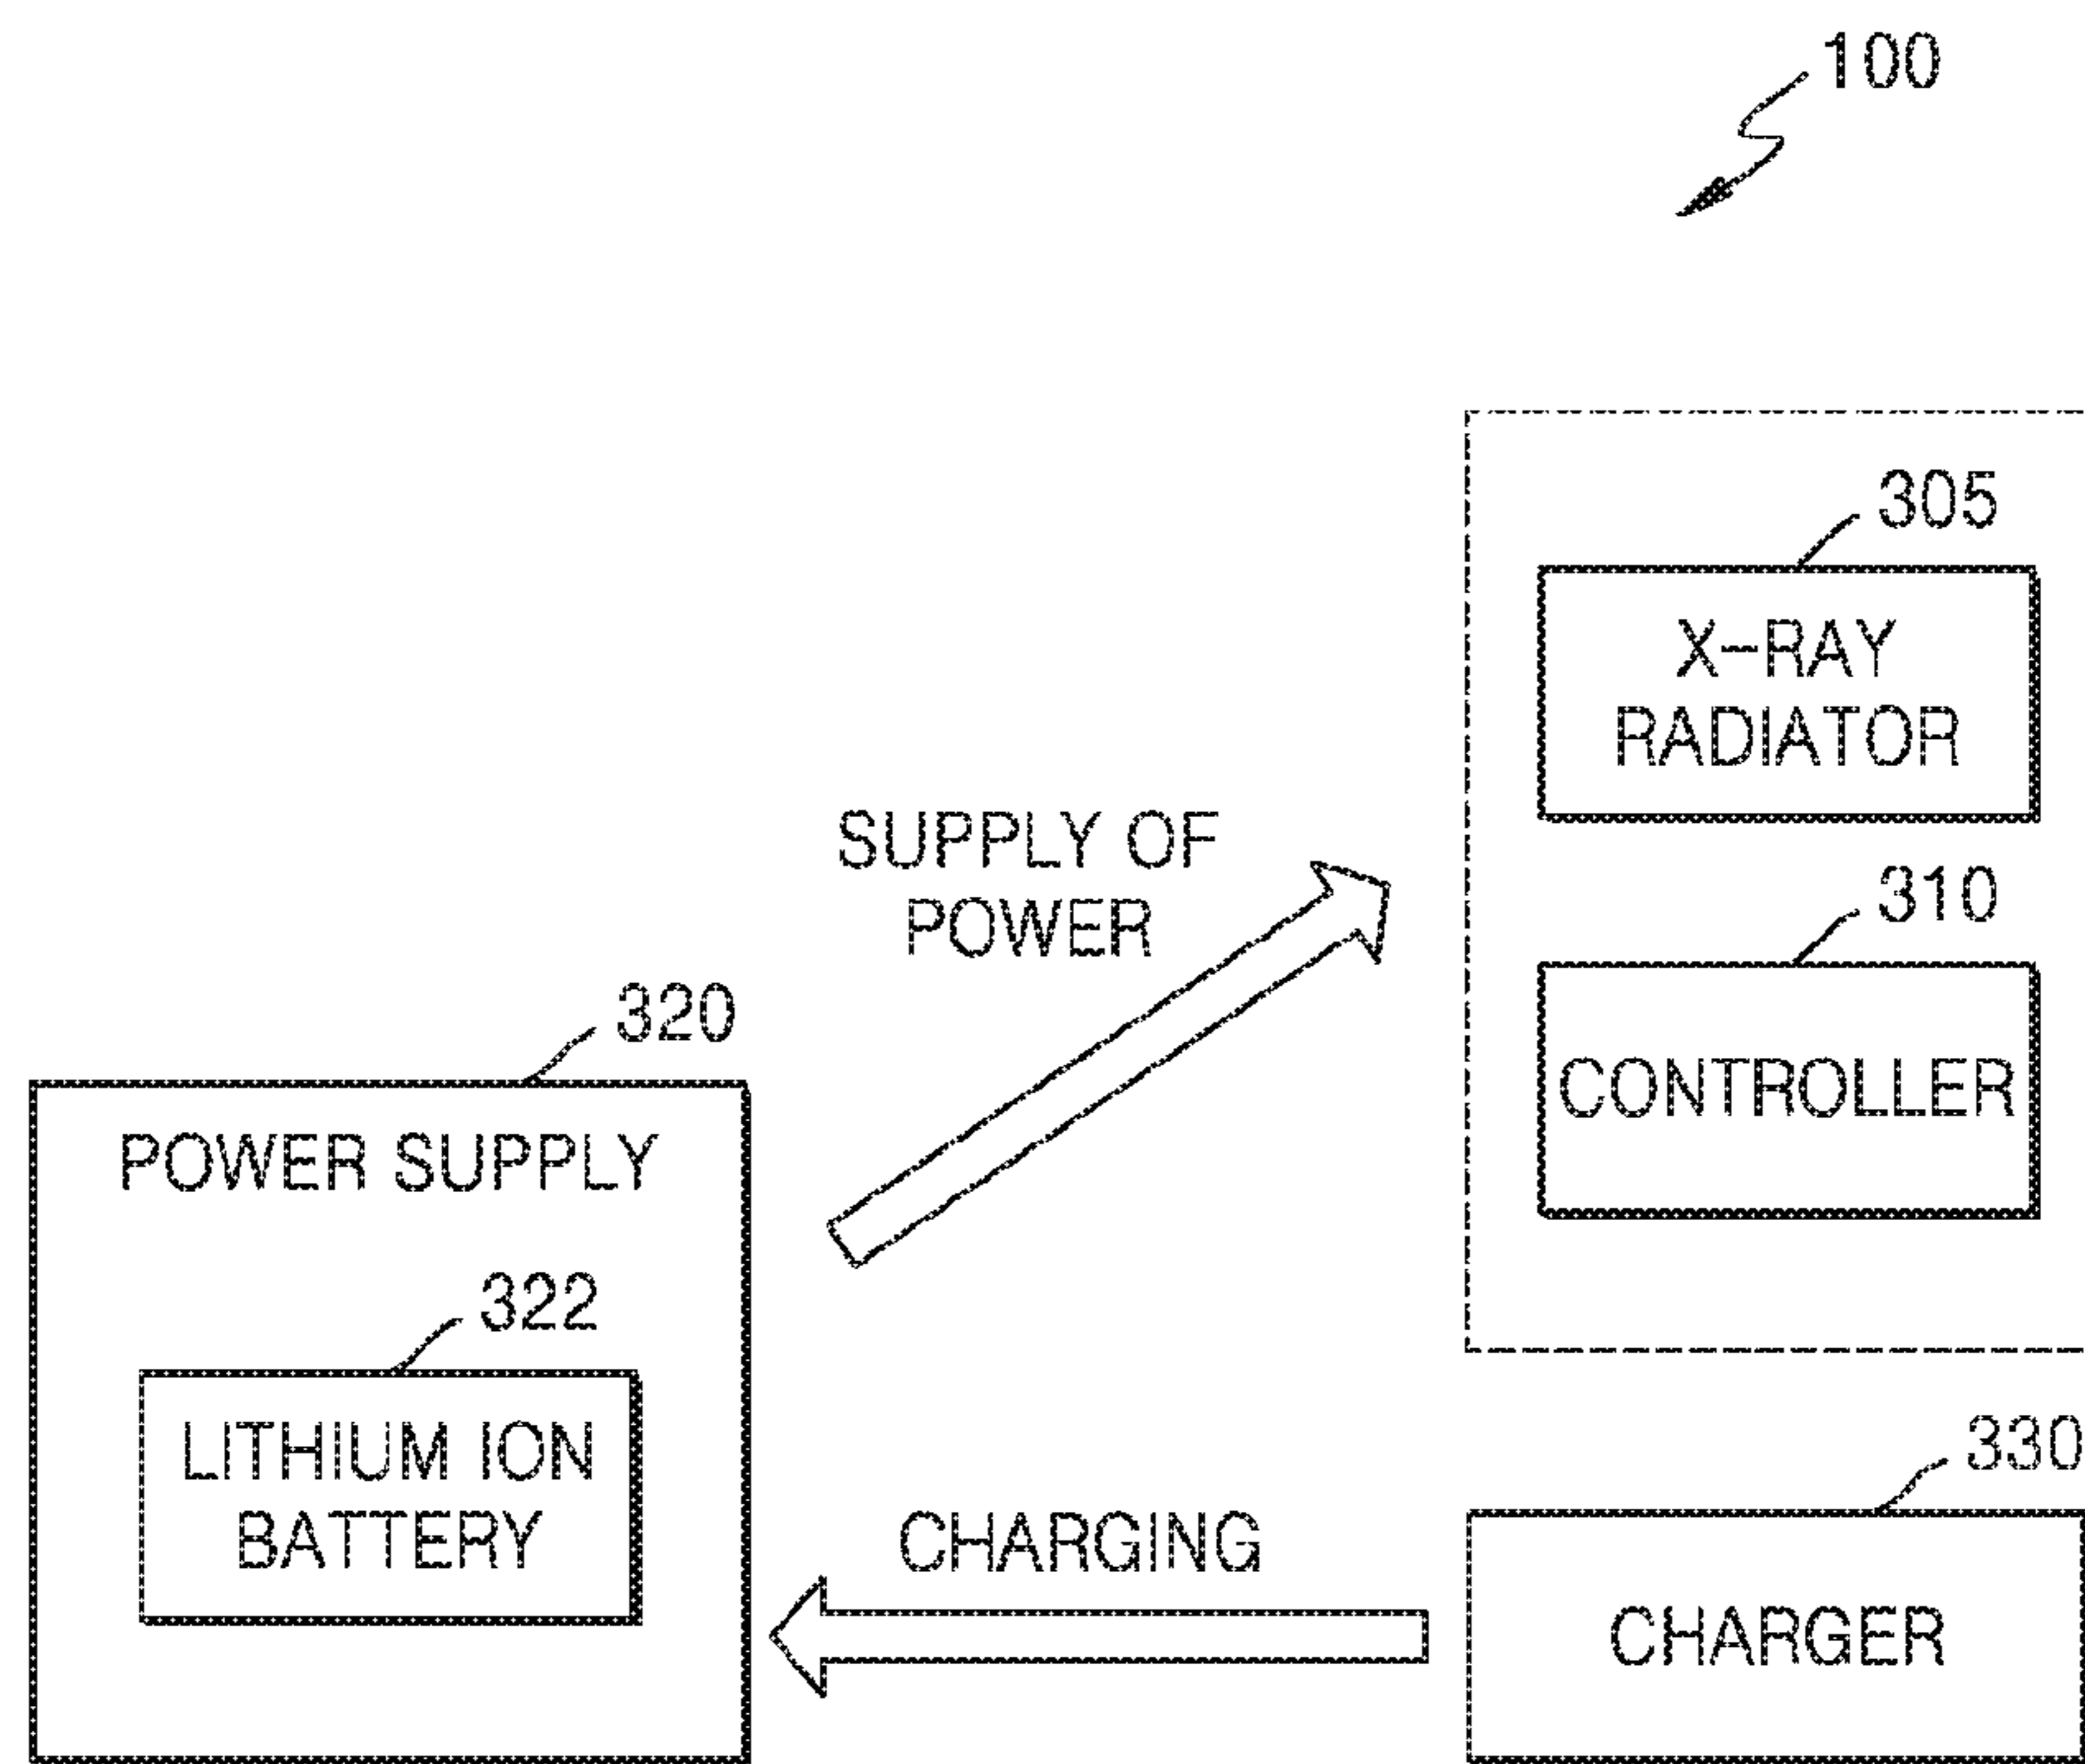 100
305
X-RAY
RADIATOR
SUPPLY OF
POWER
310
CONTROLLER
320
POWER SUPPLY
322
LITHIUM ION
BATTERY
CHARGING
330
CHARGER